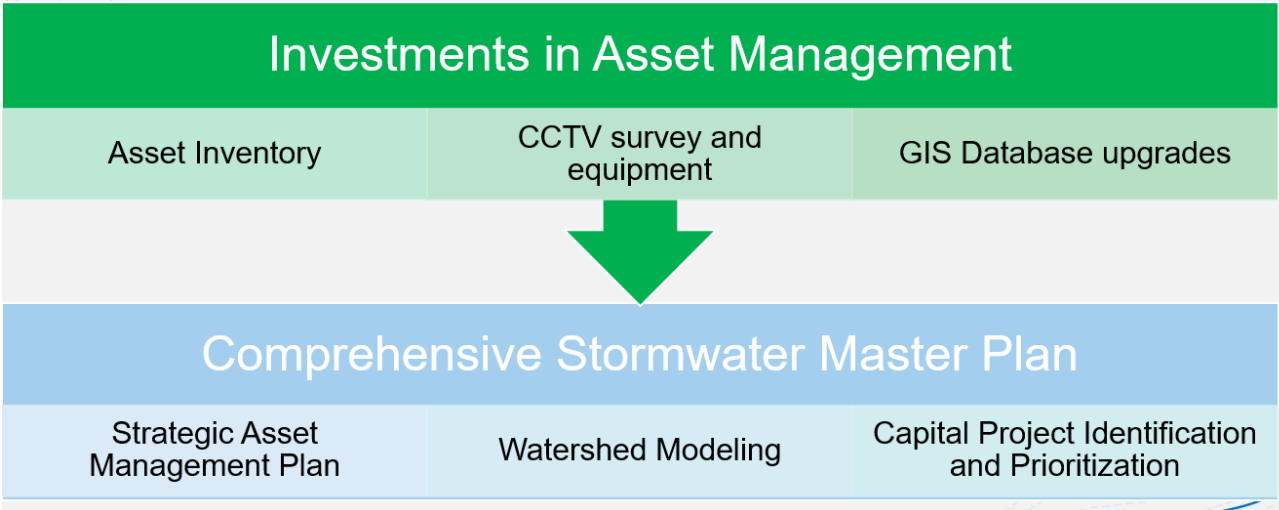 Investments in Asset Management
Asset Inventory
CCTV survey and
equipment
GIS Database upgrades
Comprehensive Stormwater Master Plan
Strategic Asset
Management Plan
Watershed Modeling
Capital Project Identification
and Prioritization